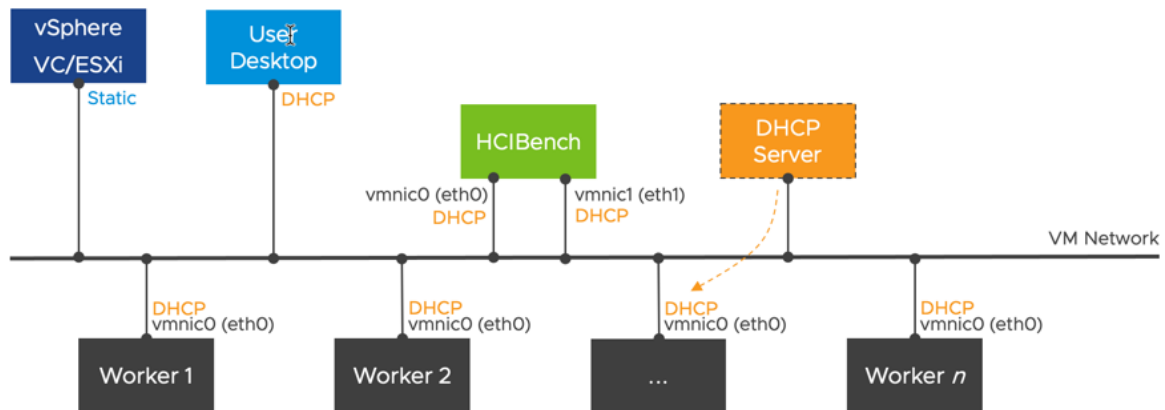 vSphere
VC/ESXi
Static
User
Desktop
DHCP
HCIBench
vmnic0 (eth0)
DHCP
vmnic1 (eth1)
DHCP
DHCP
Server
VM Network
DHCP
vmnic0 (eth0)
Worker 1
DHCP
vmnic0 (eth0)
Worker 2
DHCP
vmnic0 (eth0)
...
DHCP
vmnic0 (eth0)
Worker n